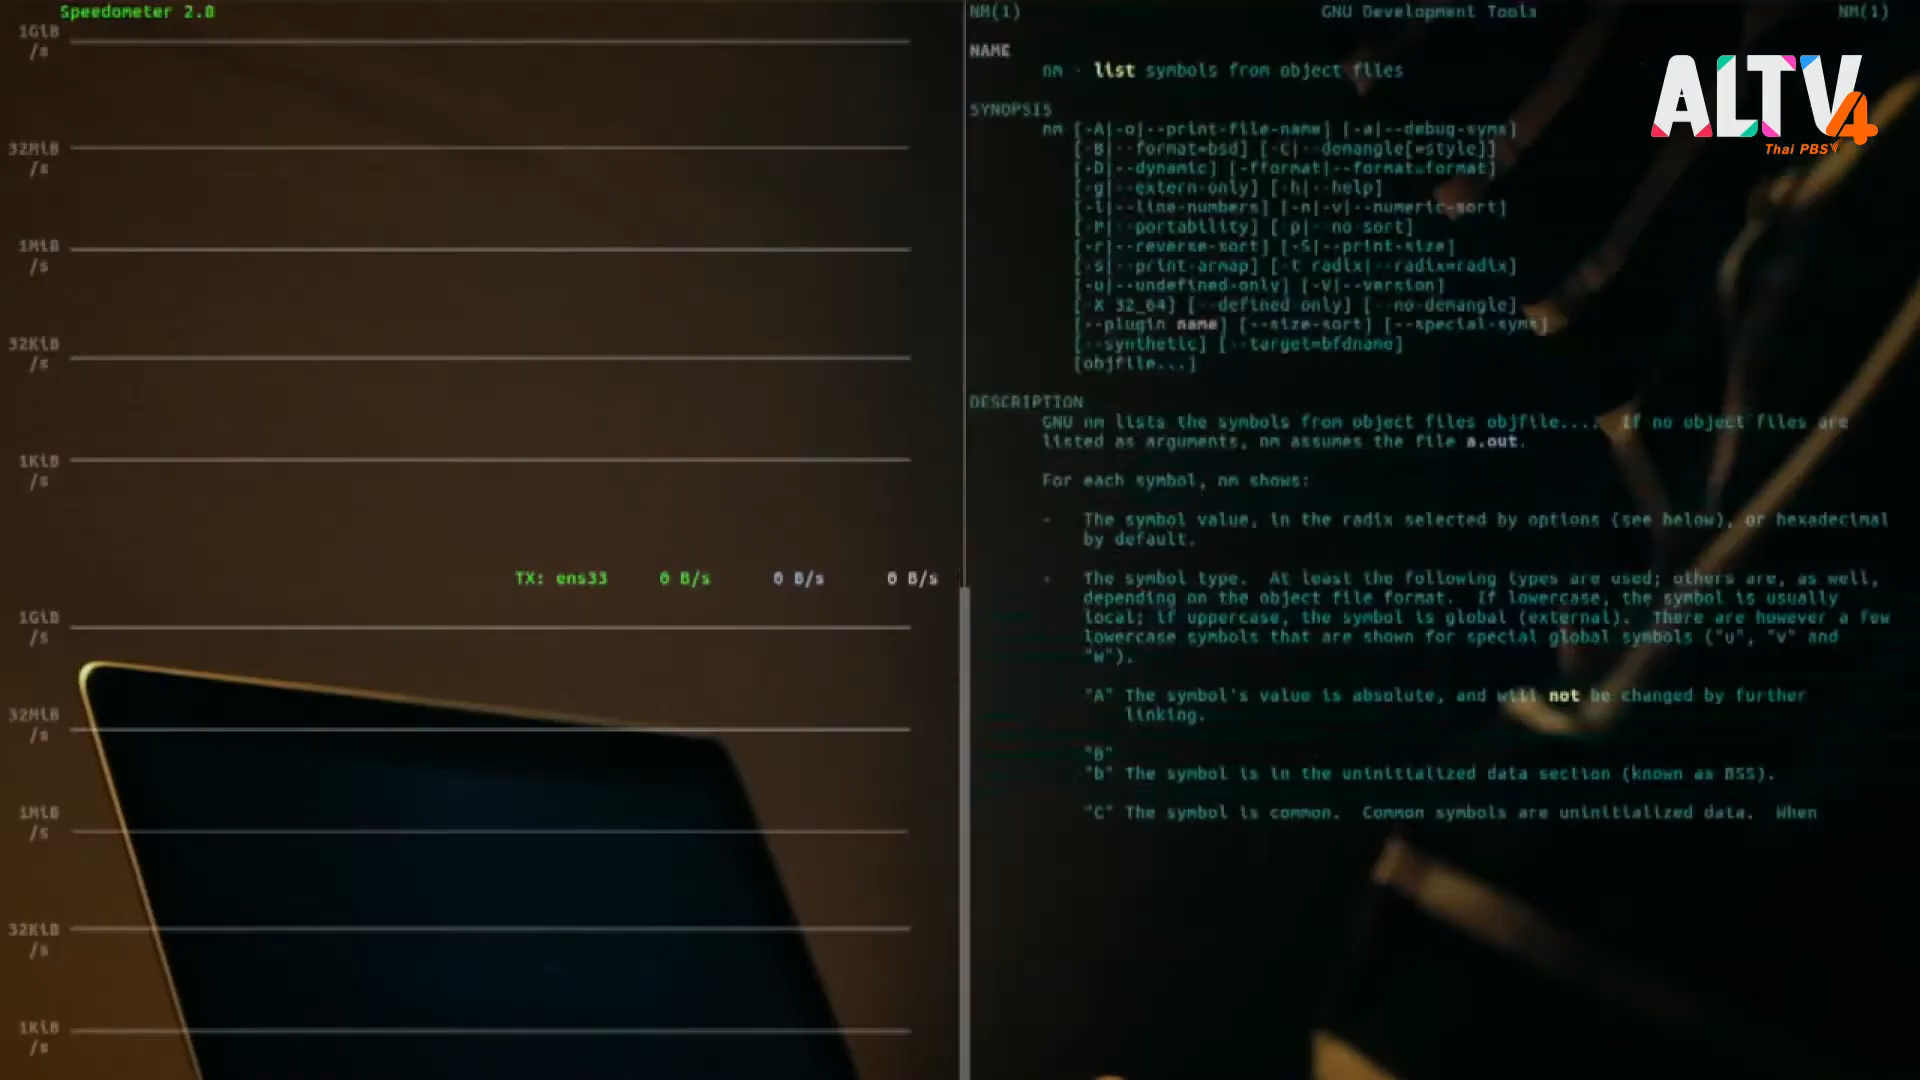 Speedometer 2.8
1GiB
/s
32MiB
/s
1MiB
/s
32KiB
/s
1KiB
/s
TX: ens33 0 B/s 0 B/s 0 B/s
1GiB
/s
32MiB
/s
1MiB
/s
32KiB
/s
1KiB
/s
NM(1) GNU Development Tools NM(1)
NAME
nm - list symbols from object files
SYNOPSIS
nm [-A|-o|--print-file-name] [-a|--debug-syms]
[-B|--format=bsd] [-C|--demangle[=style]]
[-D|--dynamic] [-fformat|--format=format]
[-g|--extern-only] [-h|--help]
[-l|--line-numbers] [-n|-v|--numeric-sort]
[-P|--portability] [-p|--no-sort]
[-r|--reverse-sort] [-S|--print-size]
[-s|--print-armap] [-t radix|--radix=radix]
[-u|--undefined-only] [-V|--version]
[-X 32_64] [--defined-only] [--no-demangle]
[--plugin name] [--size-sort] [--special-syms]
[--synthetic] [--target=bfdname]
[objfile...]
DESCRIPTION
GNU nm lists the symbols from object files objfile.... If no object files are
listed as arguments, nm assumes the file a.out.
For each symbol, nm shows:
- The symbol value, in the radix selected by options (see below), or hexadecimal
by default.
- The symbol type. At least the following types are used; others are, as well,
depending on the object file format. If lowercase, the symbol is usually
local; if uppercase, the symbol is global (external). There are however a few
lowercase symbols that are shown for special global symbols ("u", "v" and
"w").
"A" The symbol's value is absolute, and will not be changed by further
linking.
"B"
"b" The symbol is in the uninitialized data section (known as BSS).
"C" The symbol is common. Common symbols are uninitialized data. When
ALTV4
Thai PBS